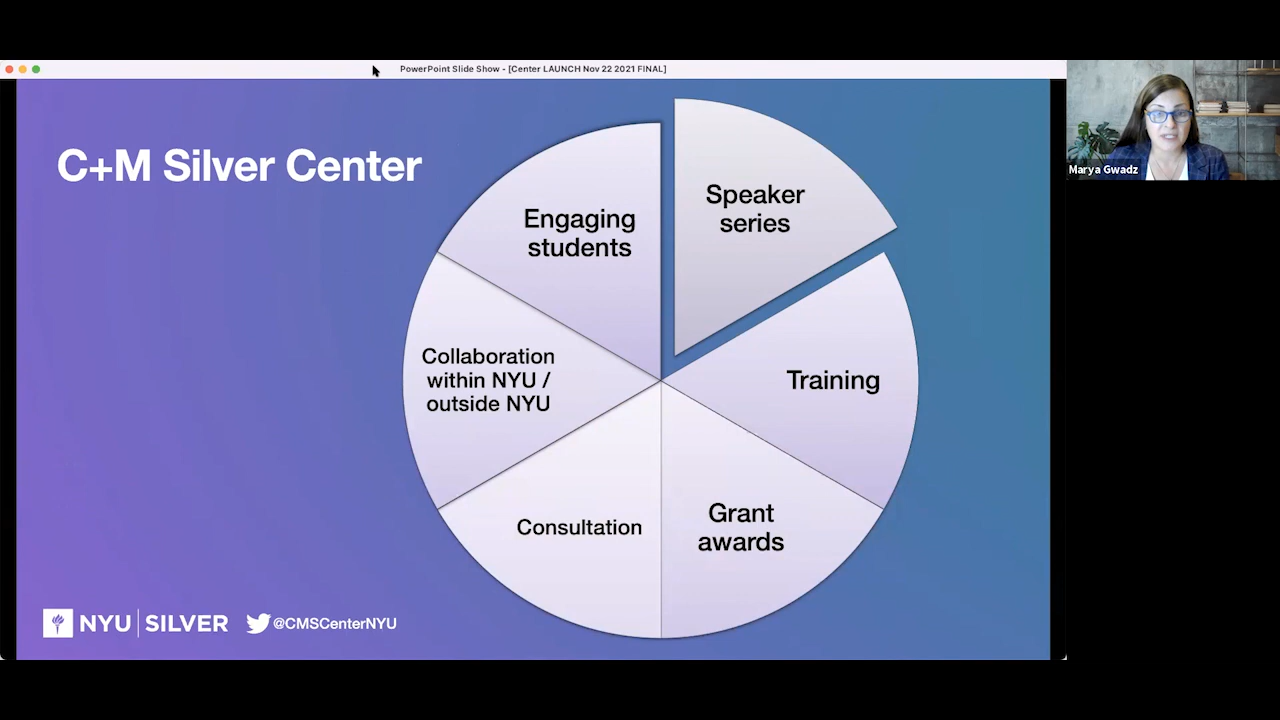 PowerPoint Slide Show - [Center LAUNCH Nov 22 2021 FINAL]
C+M Silver Center
Speaker
series
Engaging
students
Training
Collaboration
within NYU /
outside NYU
Grant
awards
Consultation
NYU | SILVER
@CMSCenterNYU
Marya Gwadz